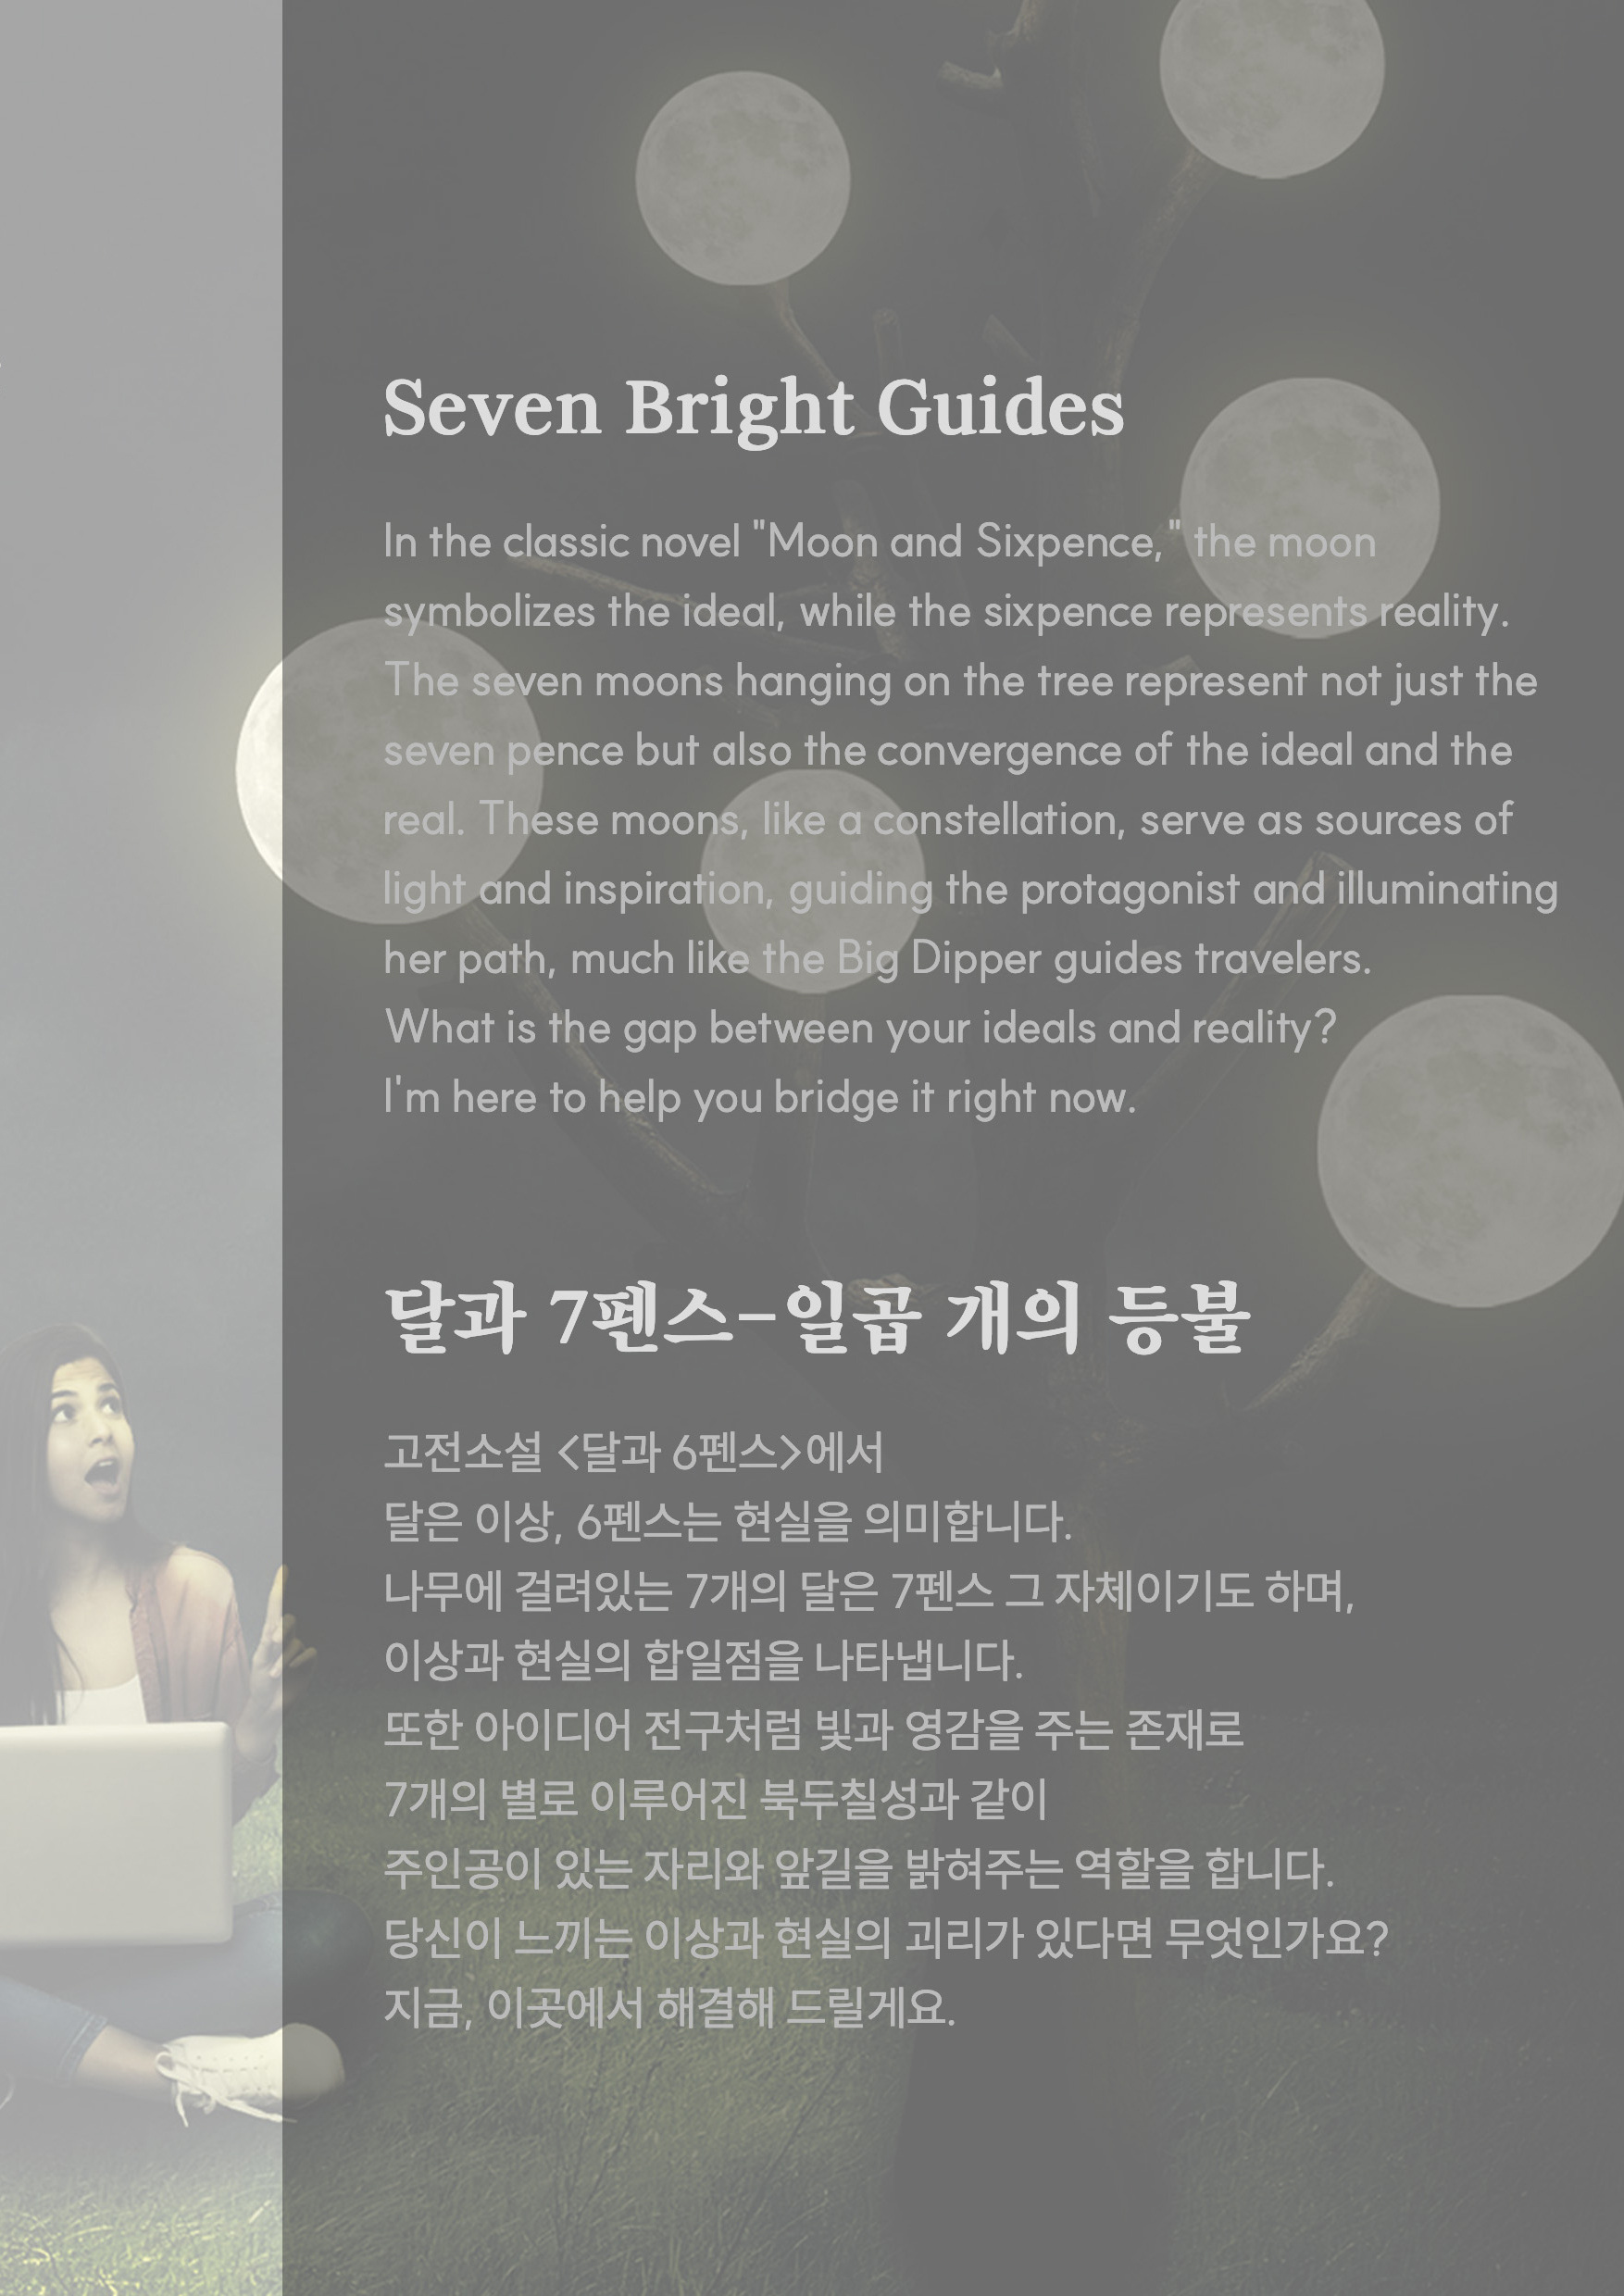 Seven Bright Guides
In the classic novel "Moon and Sixpence," the moon
symbolizes the ideal, while the sixpence represents reality.
The seven moons hanging on the tree represent not just the
seven pence but also the convergence of the ideal and the
real. These moons, like a constellation, serve as sources of
light and inspiration, guiding the protagonist and illuminating
her path, much like the Big Dipper guides travelers.
What is the gap between your ideals and reality?
I'm here to help you bridge it right now.
달과 7펜스-일곱 개의 등불
고전소설 <달과 6펜스>에서
달은 이상, 6펜스는 현실을 의미합니다.
나무에 걸려있는 7개의 달은 7펜스 그 자체이기도 하며,
이상과 현실의 합일점을 나타냅니다.
또한 아이디어 전구처럼 빛과 영감을 주는 존재로
7개의 별로 이루어진 북두칠성과 같이
주인공이 있는 자리와 앞길을 밝혀주는 역할을 합니다.
당신이 느끼는 이상과 현실의 괴리가 있다면 무엇인가요?
지금, 이곳에서 해결해 드릴게요.